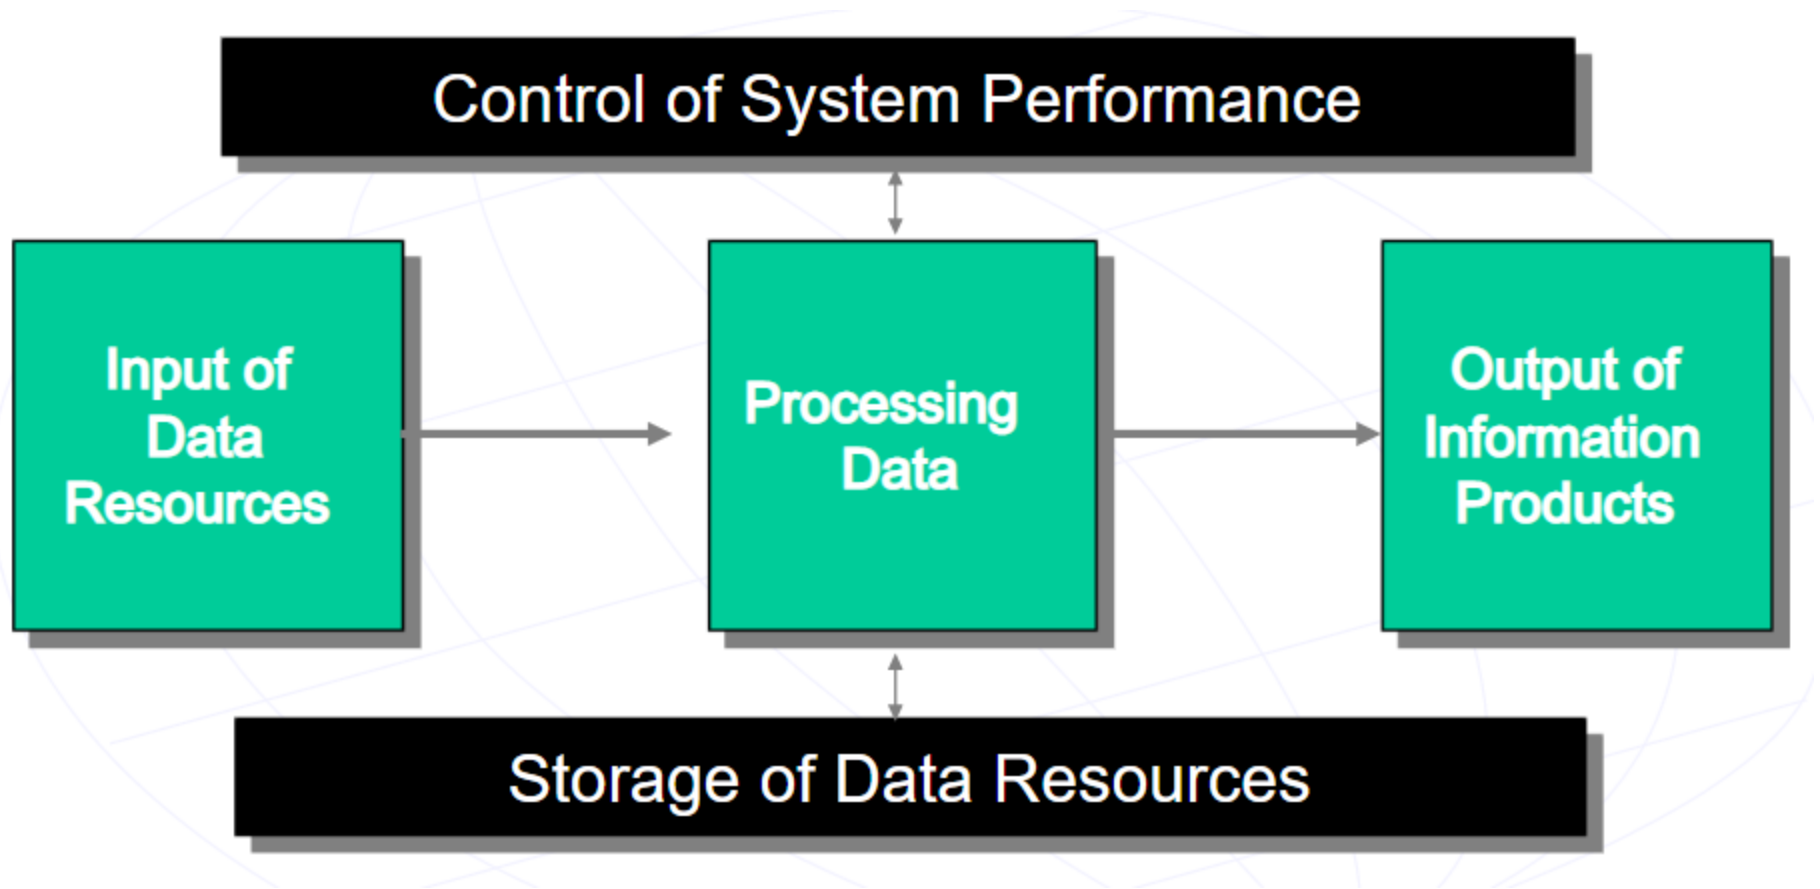 Control of System Performance
Input of
Data
Resources
Processing
Data
Output of
Information
Products
Storage of Data Resources